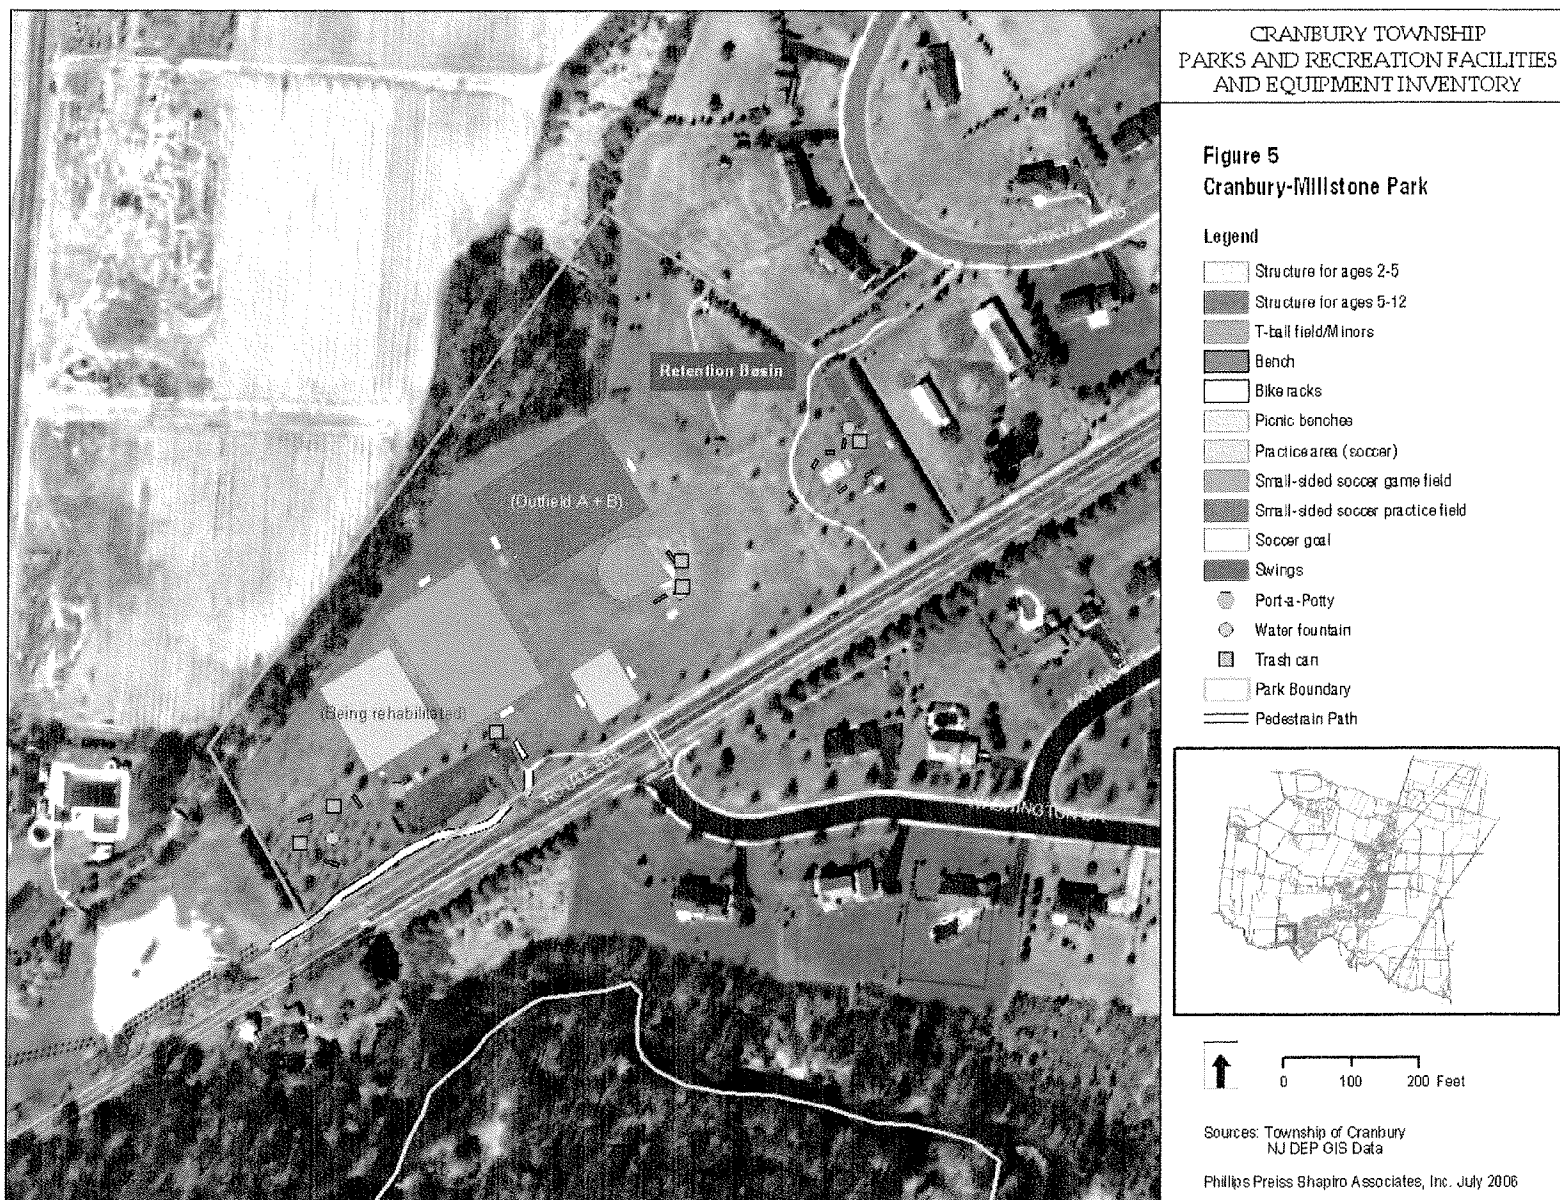 CRANBURY TOWNSHIP
PARKS AND RECREATION FACILITIES
AND EQUIPMENT INVENTORY
Figure 5
Cranbury-Millstone Park
Legend
Structure for ages 2-5
Structure for ages 5-12
T-ball field/Minors
Bench
Bike racks
Picnic benches
Practice area (soccer)
Small-sided soccer game field
Small-sided soccer practice field
Soccer goal
Swings
Port-a-Potty
Water fountain
Trash can
Park Boundary
Pedestrain Path
Retention Basin
(Outfield A + B)
(Being rehabilitated)
0 100 200 Feet
Sources: Township of Cranbury
NJ DEP GIS Data
Phillips Preiss Shapiro Associates, Inc. July 2006